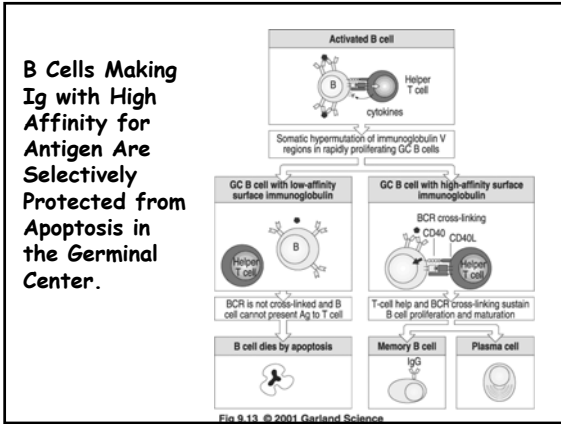 B Cells Making
Ig with High
Affinity for
Antigen Are
Selectively
Protected from
Apoptosis in
the Germinal
Center.
Activated B cell
B
Helper
T cell
cytokines
Somatic hypermutation of immunoglobulin V
regions in rapidly proliferating GC B cells
GC B cell with low-affinity
surface immunoglobulin
B
Helper
T cell
BCR is not cross-linked and B
cell cannot present Ag to T cell
B cell dies by apoptosis
GC B cell with high-affinity surface
immunoglobulin
BCR cross-linking
CD40
CD40L
Helper
T cell
T-cell help and BCR cross-linking sustain
B cell proliferation and maturation
Memory B cell
IgG
Plasma cell
Fig 9.13 © 2001 Garland Science